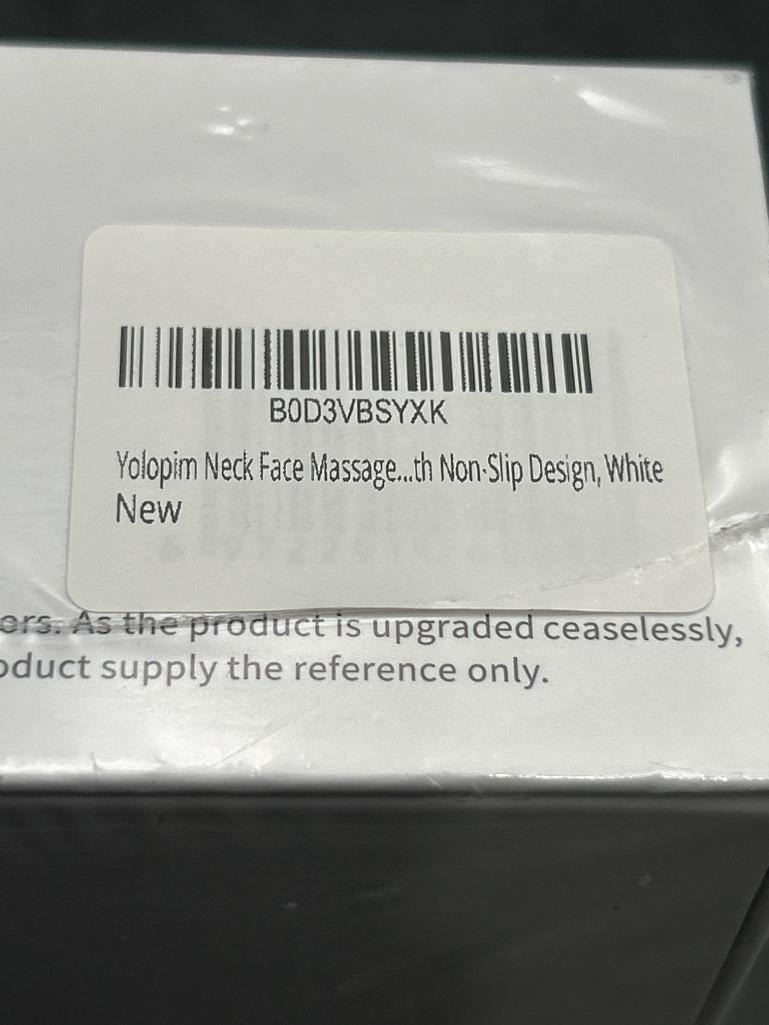 B0D3VBSYXK
Yolopim Neck Face Massage...th Non-Slip Design, White
New
ers. As the product is upgraded ceaselessly,
oduct supply the reference only.